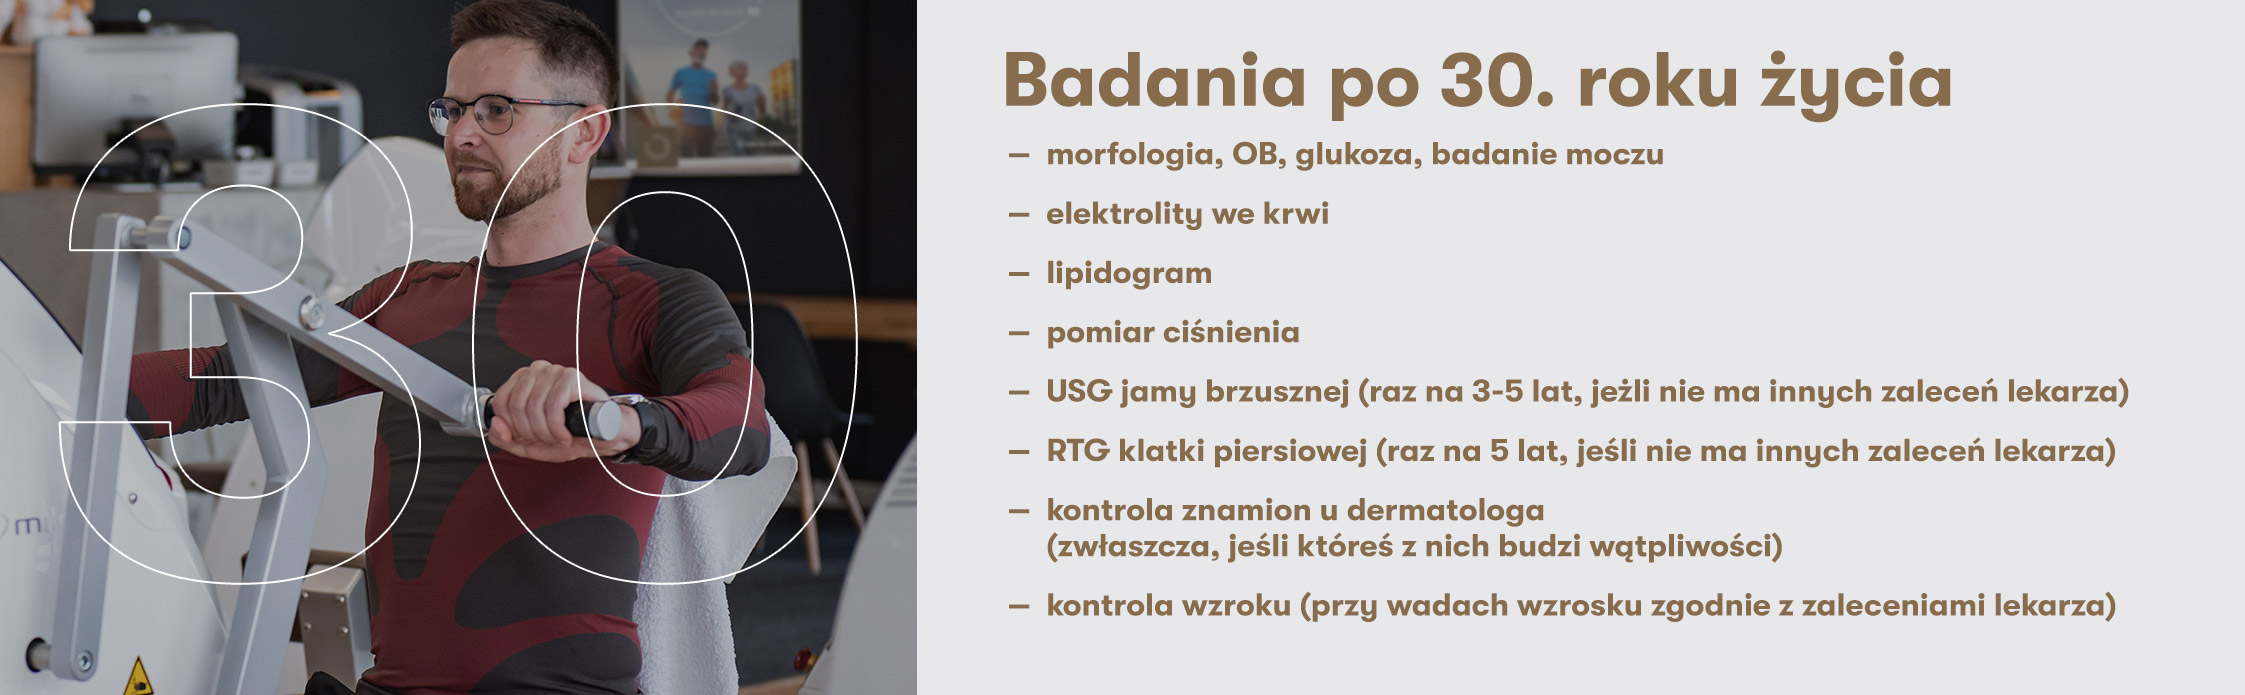 30
Badania po 30. roku życia
– morfologia, OB, glukoza, badanie moczu
– elektrolity we krwi
– lipidogram
– pomiar ciśnienia
– USG jamy brzusznej (raz na 3-5 lat, jeżli nie ma innych zaleceń lekarza)
– RTG klatki piersiowej (raz na 5 lat, jeśli nie ma innych zaleceń lekarza)
– kontrola znamion u dermatologa
(zwłaszcza, jeśli któreś z nich budzi wątpliwości)
– kontrola wzroku (przy wadach wzrosku zgodnie z zaleceniami lekarza)